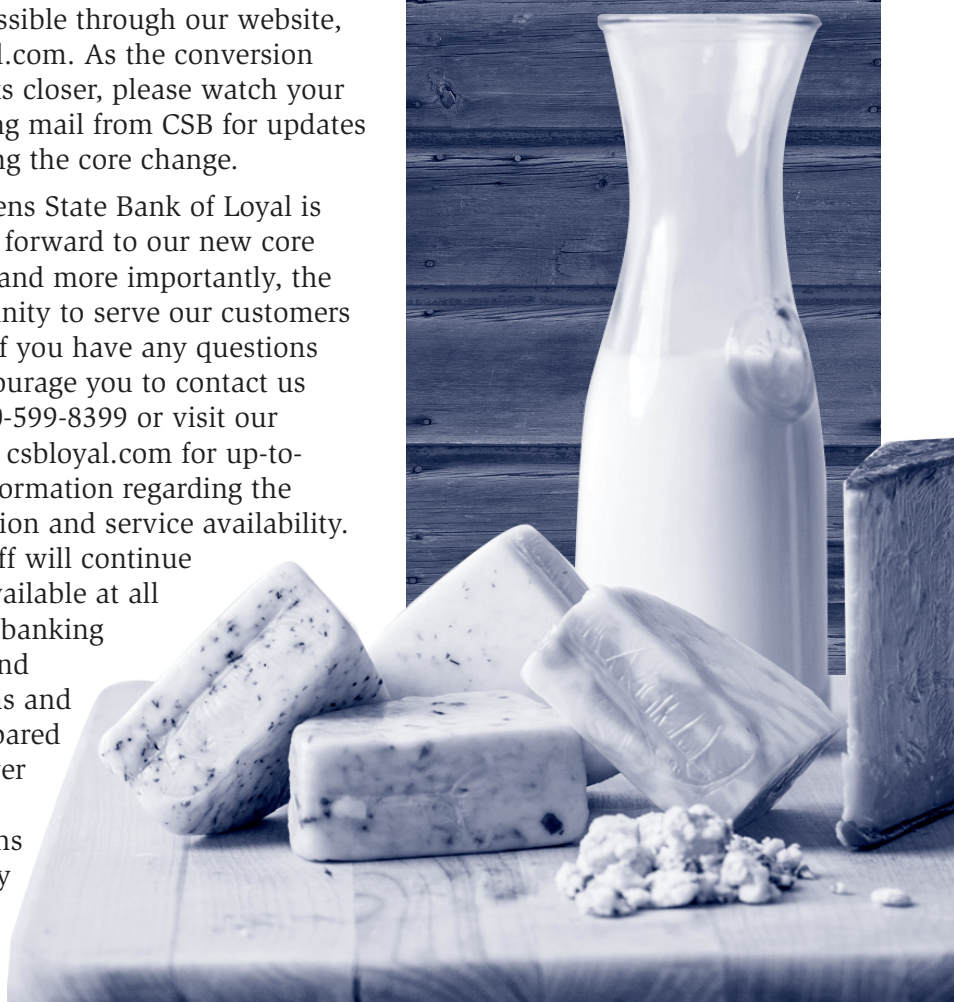 ssible through our website,
l.com. As the conversion
s closer, please watch your
ng mail from CSB for updates
ng the core change.
ens State Bank of Loyal is
forward to our new core
and more importantly, the
nity to serve our customers
f you have any questions
ourage you to contact us
0-599-8399 or visit our
csbloyal.com for up-to-
ormation regarding the
ion and service availability.
ff will continue
vailable at all
banking
nd
ns and
pared
er
ns
y